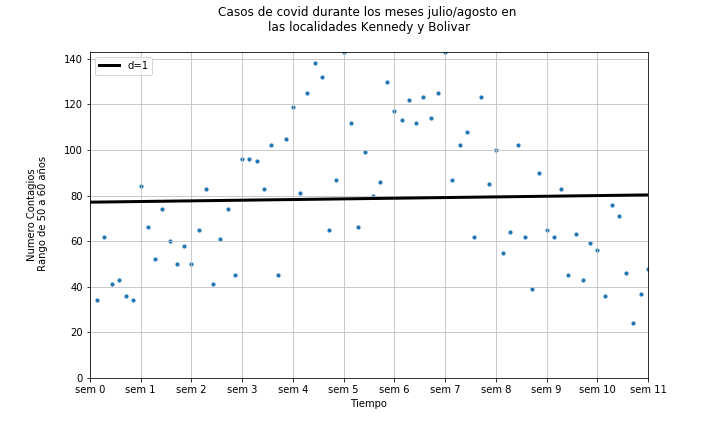 Casos de covid durante los meses julio/agosto en
las localidades Kennedy y Bolivar
d=1
140
120
100
80
60
40
20
0
Numero Contagios
Rango de 50 a 60 años
sem 0 sem 1 sem 2 sem 3 sem 4 sem 5 sem 6 sem 7 sem 8 sem 9 sem 10 sem 11
Tiempo